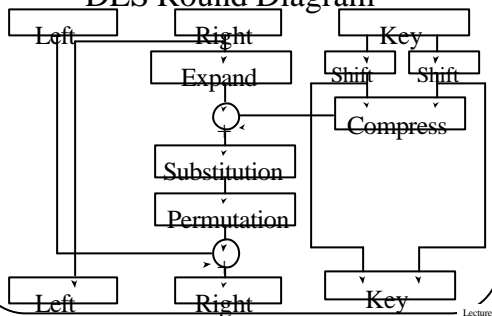 DES Round Diagram
Left Right Key
Shift Shift
Expand
Compress
Substitution
Permutation
Left Right Key
Lecture